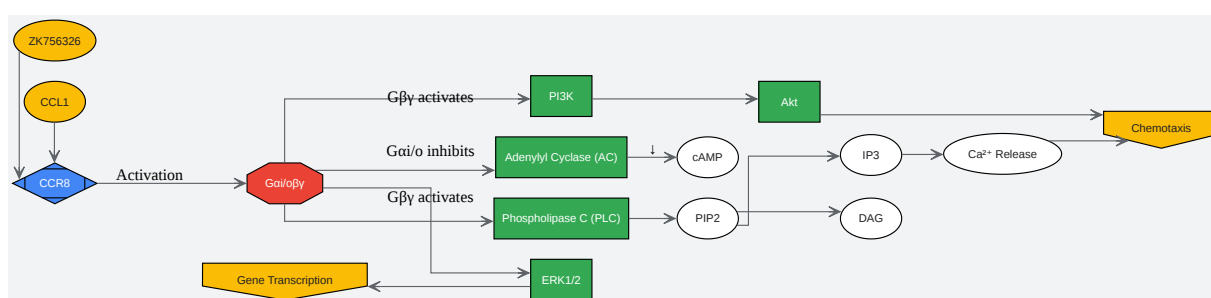 ZK756326
CCL1
CCR8
Activation
Gαi/oβγ
Gβγ activates
PI3K
Akt
Chemotaxis
Gαi/o inhibits
Adenylyl Cyclase (AC)
↓
cAMP
IP3
Ca²⁺ Release
Gβγ activates
Phospholipase C (PLC)
PIP2
DAG
Gene Transcription
ERK1/2